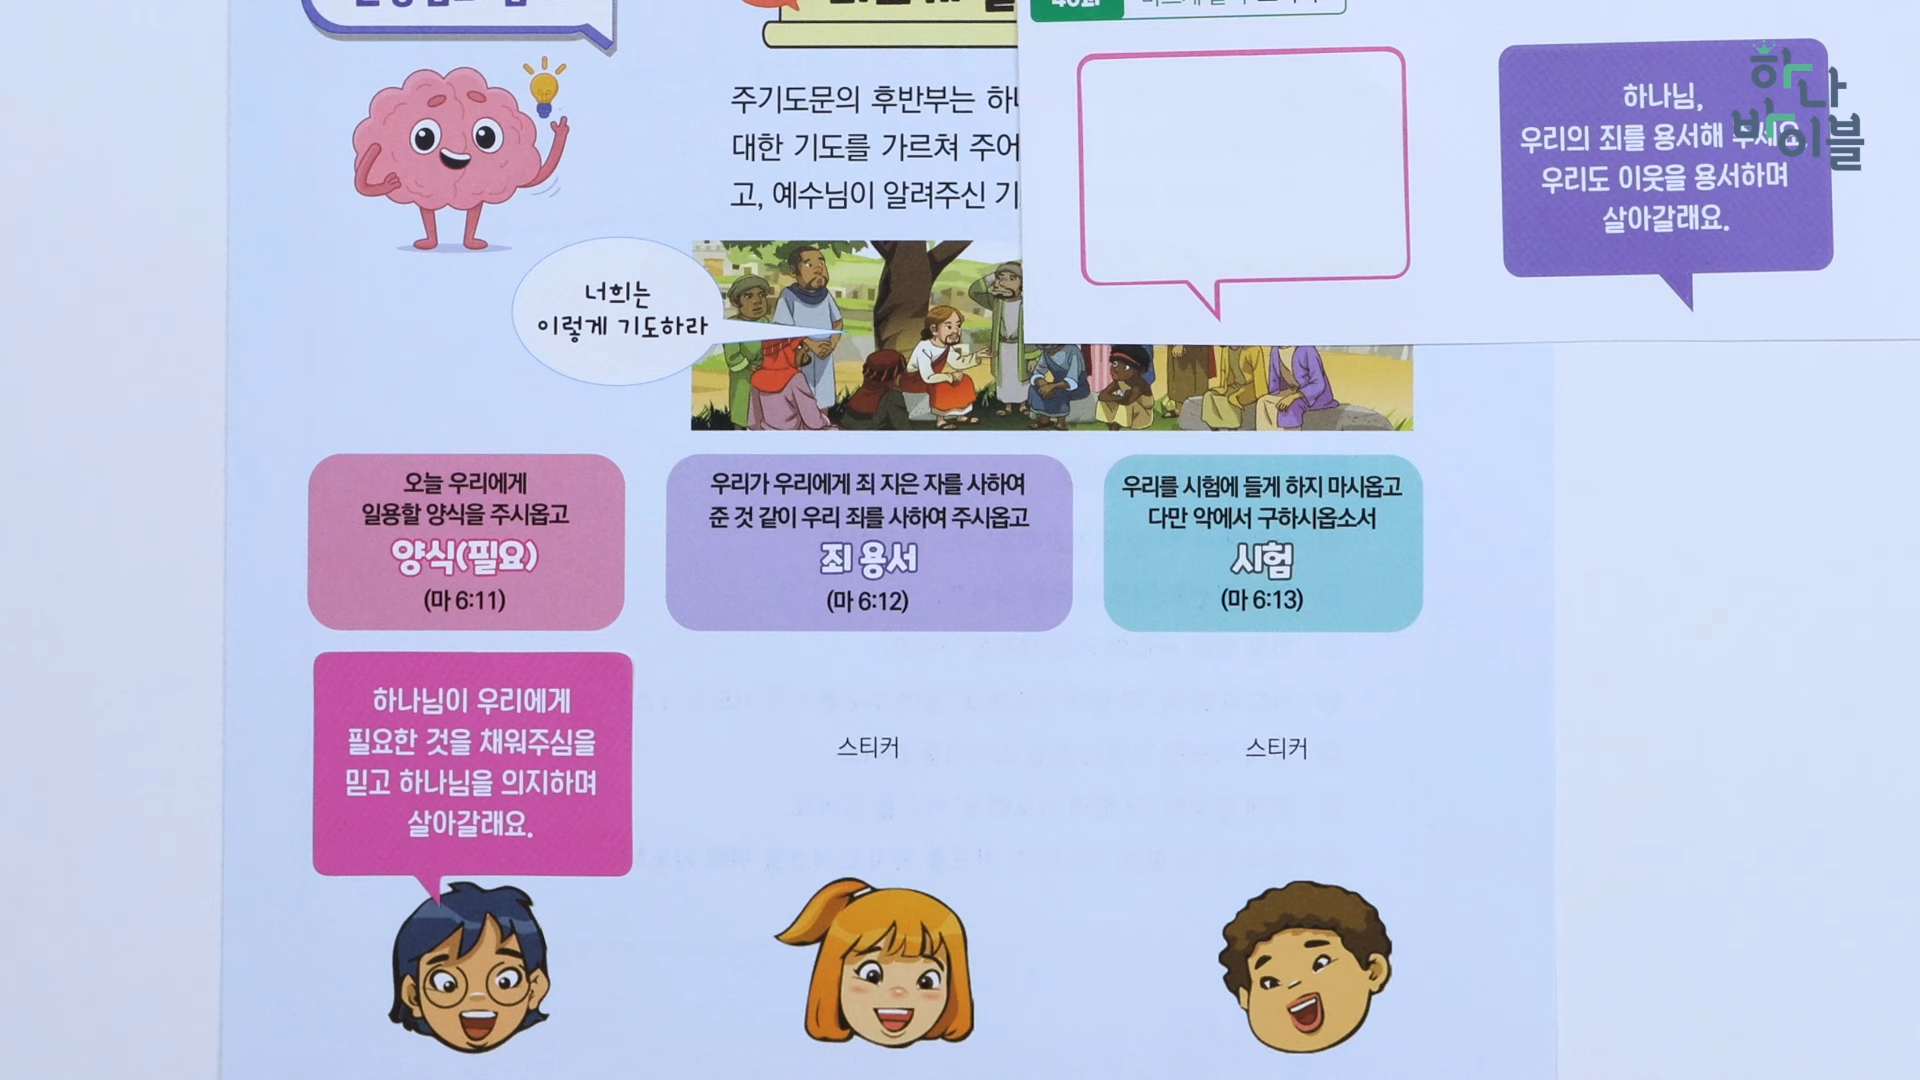 주기도문의 후반부는
대한 기도를 가르쳐
고, 예수님이 알려주신
하나님,
우리의 죄를 용서해 주세요.
우리도 이웃을 용서하며
살아갈래요.
하나
바이블
너희는
이렇게 기도하라
오늘 우리에게
일용할 양식을 주시옵고
양식(필요)
(마 6:11)
우리가 우리에게 죄 지은 자를 사하여
준 것 같이 우리 죄를 사하여 주시옵고
죄 용서
(마 6:12)
우리를 시험에 들게 하지 마시옵고
다만 악에서 구하시옵소서
시험
(마 6:13)
하나님이 우리에게
필요한 것을 채워주심을
믿고 하나님을 의지하며
살아갈래요.
스티커
스티커